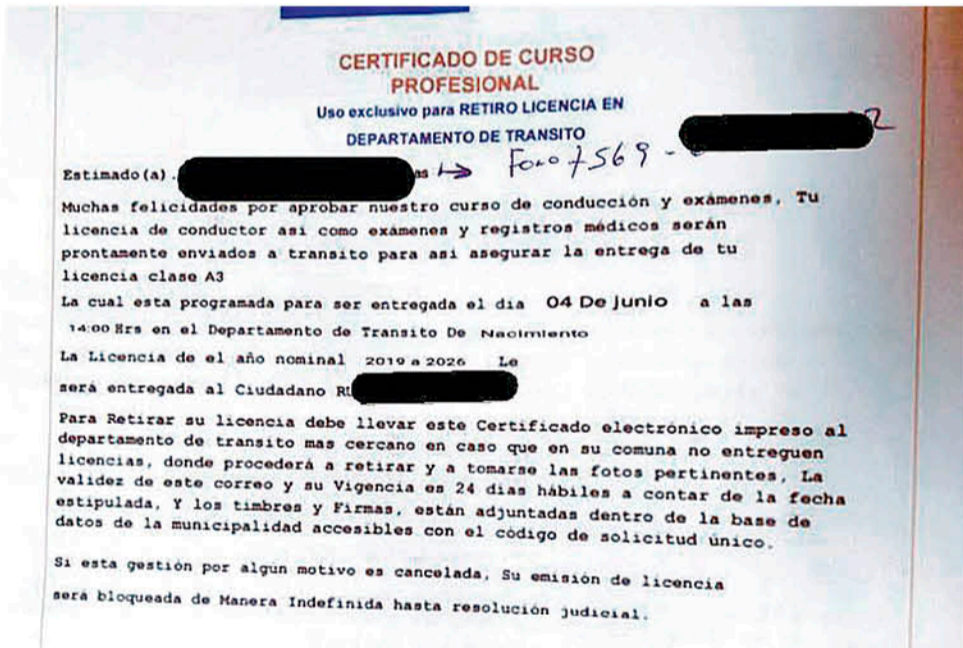 CERTIFICADO DE CURSO
PROFESIONAL
Uso exclusivo para RETIRO LICENCIA EN
DEPARTAMENTO DE TRANSITO
Estimado(a). as → Fono +569 -
Muchas felicidades por aprobar nuestro curso de conducción y exámenes, Tu
licencia de conductor asi como exámenes y registros médicos serán
prontamente enviados a transito para asi asegurar la entrega de tu
licencia clase A3
La cual esta programada para ser entregada el dia 04 De junio a las
14:00 Hrs en el Departamento de Transito De Nacimiento
La Licencia de el año nominal 2019 a 2026 Le
será entregada al Ciudadano RU
Para Retirar su licencia debe llevar este Certificado electrónico impreso al
departamento de transito mas cercano en caso que en su comuna no entreguen
licencias, donde procederá a retirar y a tomarse las fotos pertinentes, La
validez de este correo y su Vigencia es 24 dias hábiles a contar de la fecha
estipulada, Y los timbres y Firmas, están adjuntadas dentro de la base de
datos de la municipalidad accesibles con el código de solicitud único.
Si esta gestión por algún motivo es cancelada, Su emisión de licencia
será bloqueada de Manera Indefinida hasta resolución judicial.